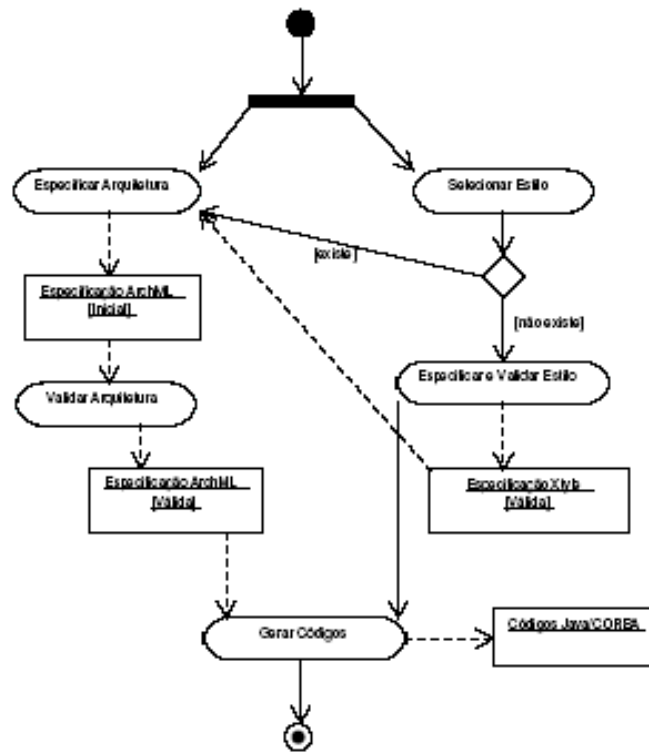 Especificar Arquitetura
Selecionar Estilo
[existe]
Especificação ArchML
[Inicial]
[não existe]
Especificar e Validar Estilo
Validar Arquitetura
Especificação ArchML
[Válida]
Especificação Xtyle
[Válida]
Gerar Códigos
Códigos Java/CORBA